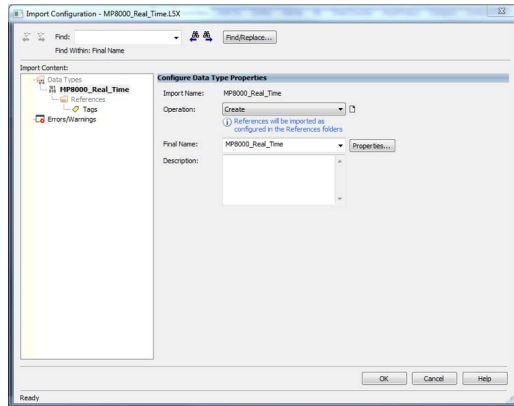 Import Configuration - MP8000_Real_Time.L5X
Find:
Find/Replace...
Find Within: Final Name
Import Content:
Data Types
MP8000_Real_Time
References
Tags
Errors/Warnings
Configure Data Type Properties
Import Name: MP8000_Real_Time
Operation: Create
References will be imported as
configured in the References folders
Final Name: MP8000_Real_Time Properties...
Description:
OK Cancel Help
Ready